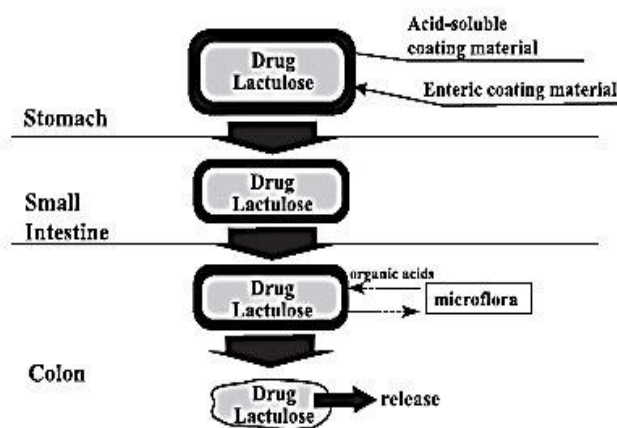 Acid-soluble
coating material
Drug
Lactulose
Enteric coating material
Stomach
Drug
Lactulose
Small
Intestine
organic acids
Drug
Lactulose
microflora
Colon
Drug
Lactulose
release